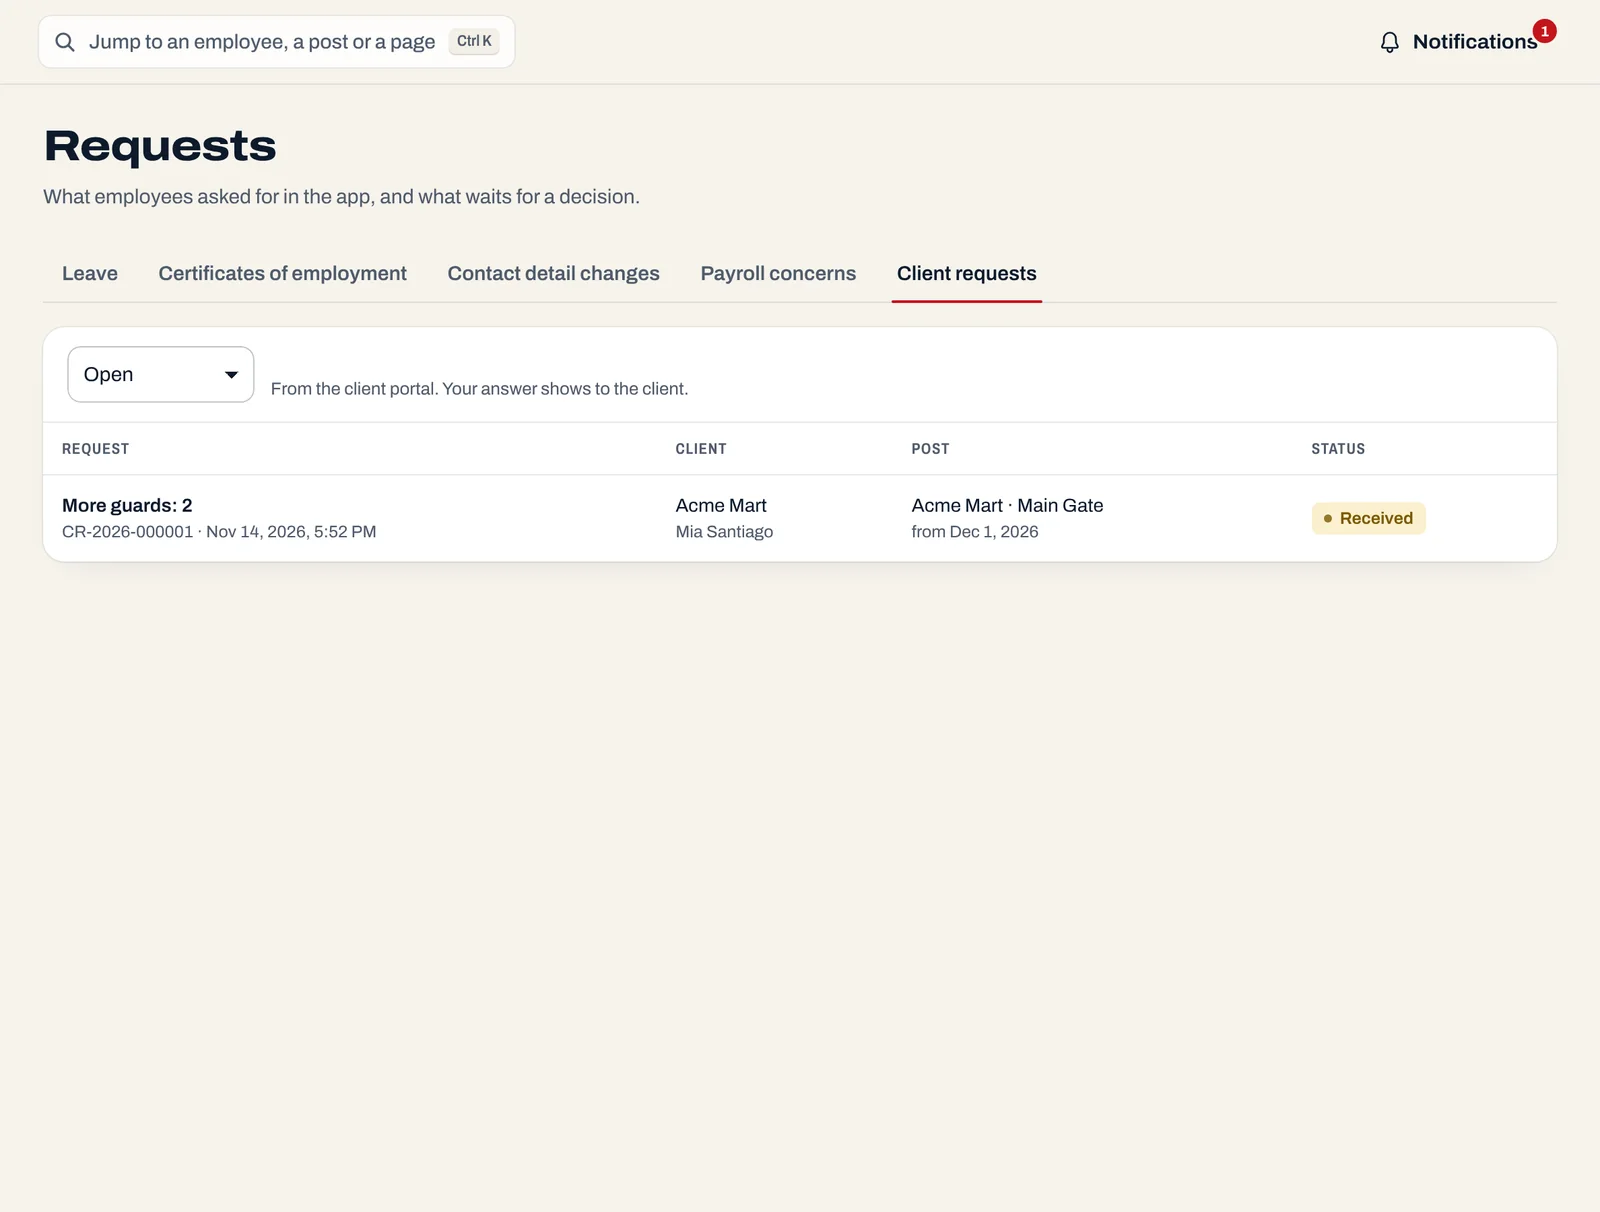 Jump to an employee, a post or a page Ctrl K
Notifications 1
Requests
What employees asked for in the app, and what waits for a decision.
Leave Certificates of employment Contact detail changes Payroll concerns Client requests
Open
From the client portal. Your answer shows to the client.
REQUEST CLIENT POST STATUS
More guards: 2 Acme Mart Acme Mart · Main Gate Received
CR-2026-000001 · Nov 14, 2026, 5:52 PM Mia Santiago from Dec 1, 2026